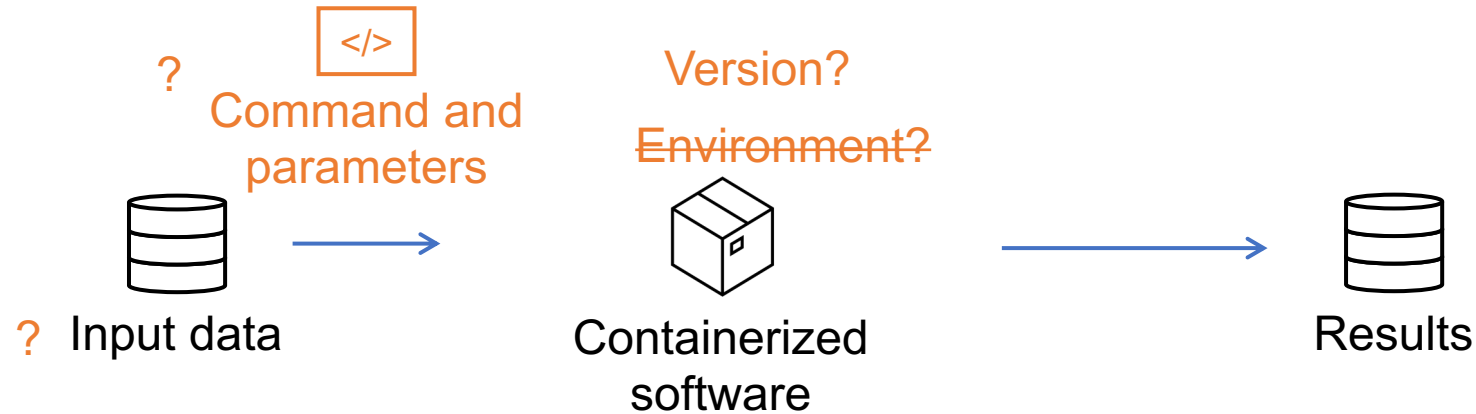 ?
</>
Command and
parameters
Version?
Environment?
? Input data
Containerized
software
Results